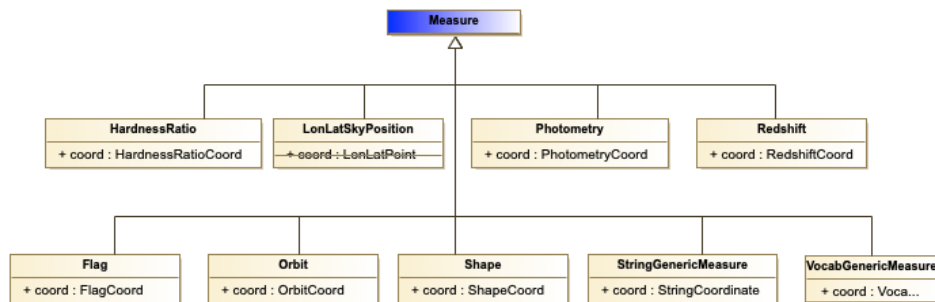 Measure
HardnessRatio
+ coord : HardnessRatioCoord
LonLatSkyPosition
+ coord : LonLatPoint
Photometry
+ coord : PhotometryCoord
Redshift
+ coord : RedshiftCoord
Flag
+ coord : FlagCoord
Orbit
+ coord : OrbitCoord
Shape
+ coord : ShapeCoord
StringGenericMeasure
+ coord : StringCoordinate
VocabGenericMeasure
+ coord : Voca...